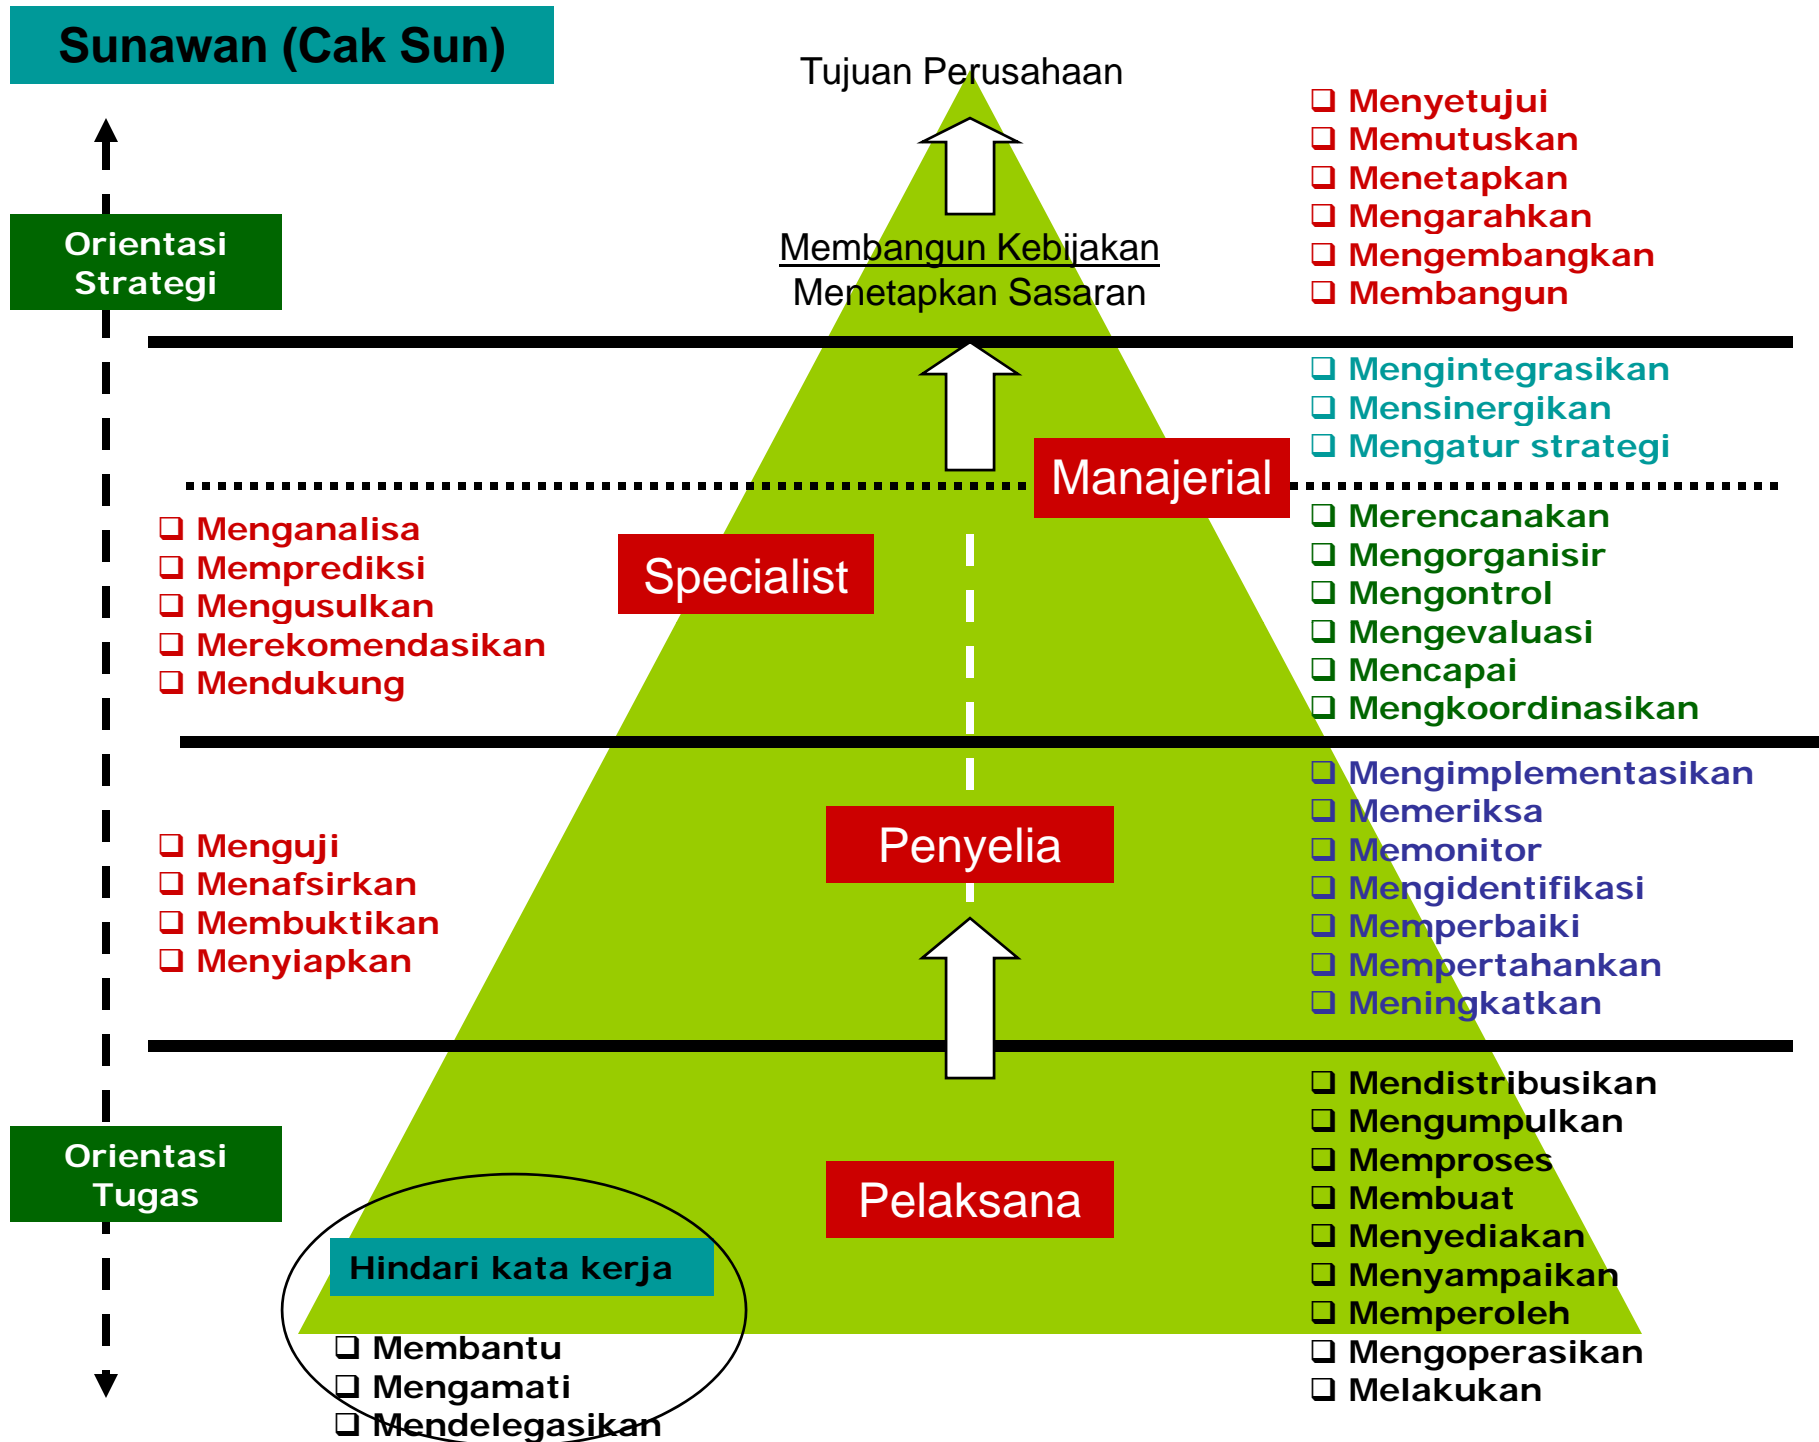 Sunawan (Cak Sun)
Tujuan Perusahaan
❑ Menyetujui
❑ Memutuskan
❑ Menetapkan
❑ Mengarahkan
❑ Mengembangkan
❑ Membangun
Orientasi
Strategi
Membangun Kebijakan
Menetapkan Sasaran
❑ Mengintegrasikan
❑ Mensinergikan
❑ Mengatur strategi
Manajerial
Specialist
❑ Menganalisa
❑ Memprediksi
❑ Mengusulkan
❑ Merekomendasikan
❑ Mendukung
❑ Merencanakan
❑ Mengorganisir
❑ Mengontrol
❑ Mengevaluasi
❑ Mencapai
❑ Mengkoordinasikan
❑ Menguji
❑ Menafsirkan
❑ Membuktikan
❑ Menyiapkan
Penyelia
❑ Mengimplementasikan
❑ Memeriksa
❑ Memonitor
❑ Mengidentifikasi
❑ Memperbaiki
❑ Mempertahankan
❑ Meningkatkan
Orientasi
Tugas
Pelaksana
❑ Mendistribusikan
❑ Mengumpulkan
❑ Memproses
❑ Membuat
❑ Menyediakan
❑ Menyampaikan
❑ Memperoleh
❑ Mengoperasikan
❑ Melakukan
Hindari kata kerja
❑ Membantu
❑ Mengamati
❑ Mendelegasikan